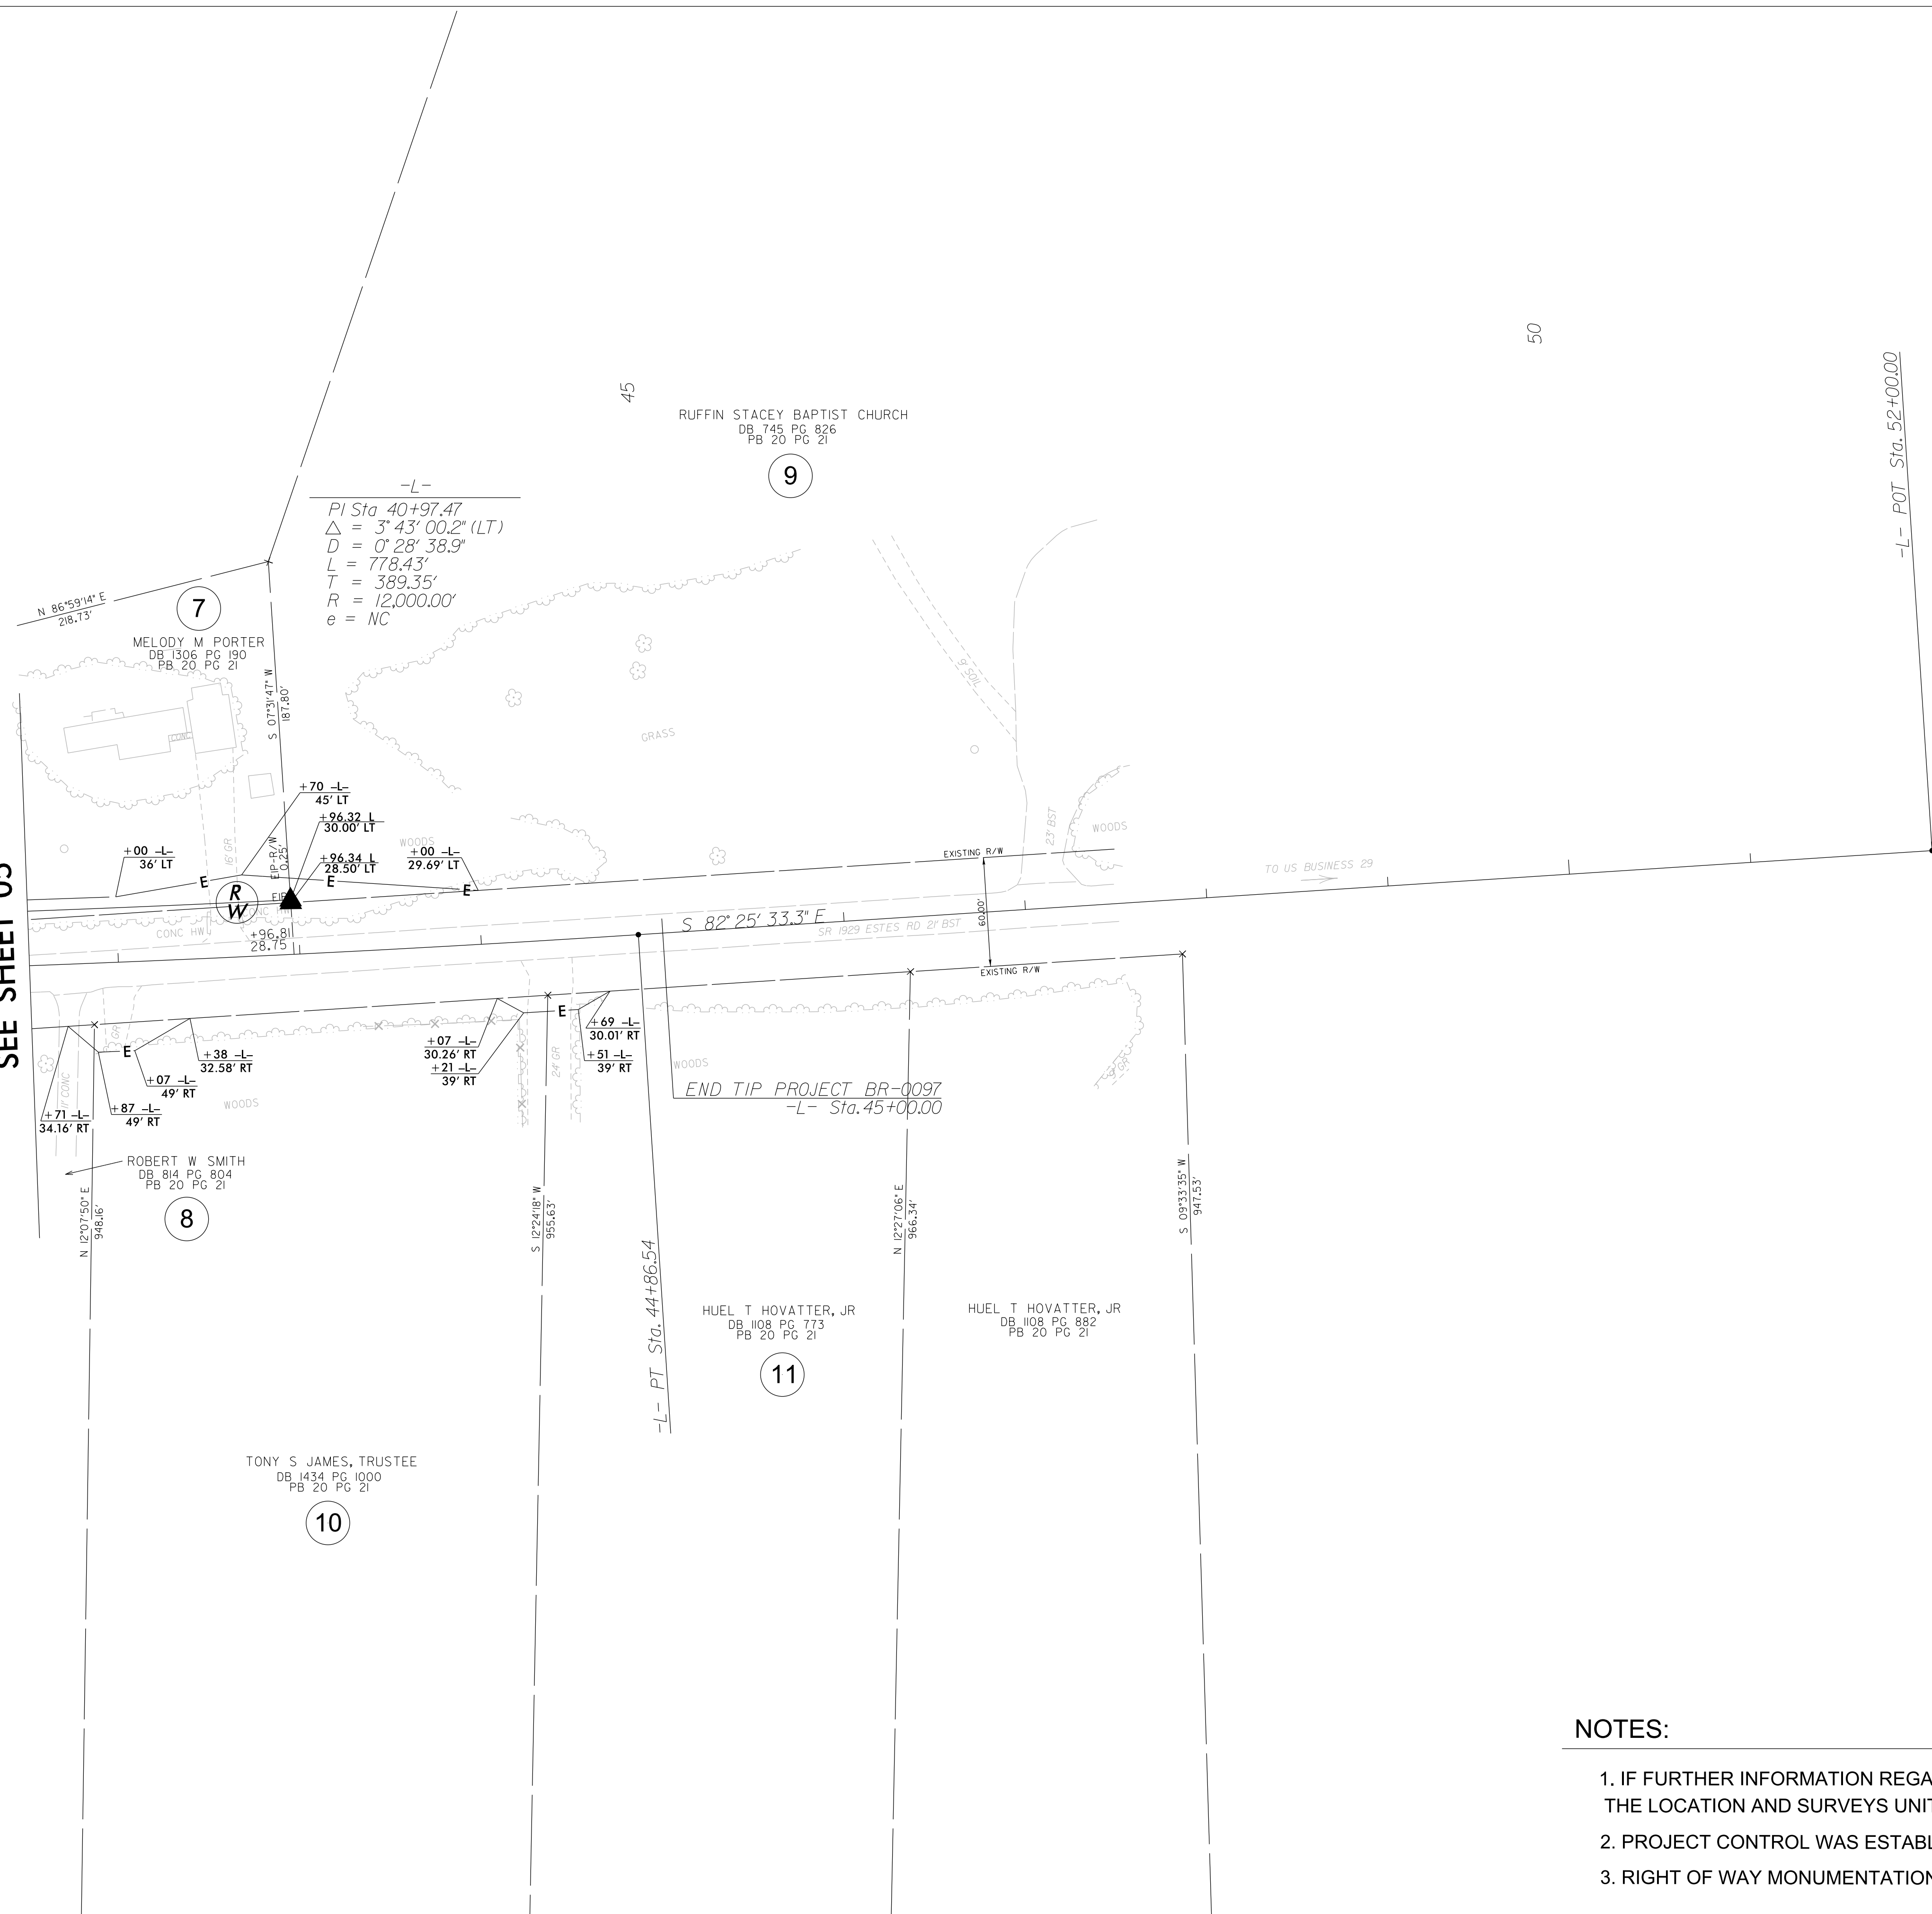 50
45
-L- POT Sta. 52+00.00
RUFFIN STACEY BAPTIST CHURCH
DB 745 PG 826
PB 20 PG 21
9
-L-
PI Sta 40+97.47
△ = 3° 43' 00.2" (LT)
D = 0° 28' 38.9"
L = 778.43'
T = 389.35'
R = 12,000.00'
e = NC
N 86°59'14" E
218.73'
7
MELODY M PORTER
DB 1306 PG 190
PB 20 PG 21
S 07°31'47" W
187.80'
CONC
9' SOIL
GRASS
+70 -L-
45' LT
+96.32 L
30.00' LT
WOODS
+96.34 L
28.50' LT
+00 -L-
29.69' LT
+00 -L-
36' LT
16' GR
EIP-R/W
0.25'
EXISTING R/W
23' BST
WOODS
TO US BUSINESS 29
E
E
E
R
W
CONC HW
+96.81
28.75
60.00'
S 82° 25' 33.3" E
SR 1929 ESTES RD 21' BST
EXISTING R/W
SEE SHEET 05
GR
E
E
+69 -L-
30.01' RT
+51 -L-
39' RT
+07 -L-
30.26' RT
+21 -L-
39' RT
24' GR
+38 -L-
32.58' RT
+07 -L-
49' RT
+87 -L-
49' RT
+71 -L-
34.16' RT
11' CONC
WOODS
WOODS
9' GR
END TIP PROJECT BR-0097
-L- Sta. 45+00.00
ROBERT W SMITH
DB 814 PG 804
PB 20 PG 21
8
N 12°07'50" E
948.16'
S 12°24'18" W
955.63'
N 12°27'06" E
966.34'
S 09°33'35" W
947.53'
-L- PT Sta. 44+86.54
HUEL T HOVATTER, JR
DB 1108 PG 773
PB 20 PG 21
11
HUEL T HOVATTER, JR
DB 1108 PG 882
PB 20 PG 21
TONY S JAMES, TRUSTEE
DB 1434 PG 1000
PB 20 PG 21
10
NOTES:
1. IF FURTHER INFORMATION REGA
THE LOCATION AND SURVEYS UNIT
2. PROJECT CONTROL WAS ESTABL
3. RIGHT OF WAY MONUMENTATION